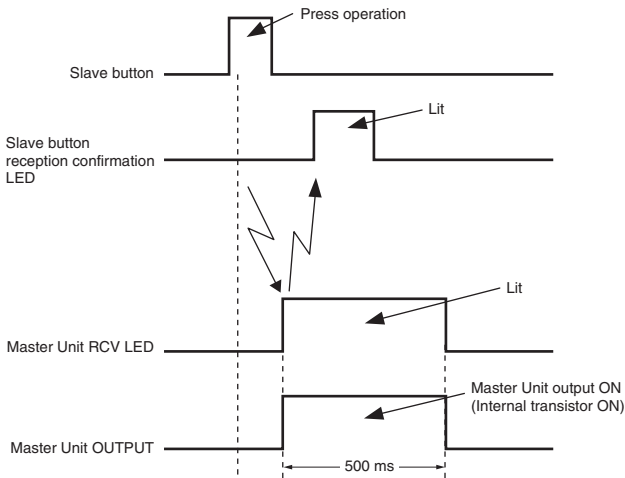 Press operation
Slave button
Lit
Slave button
reception confirmation
LED
Lit
Master Unit RCV LED
Master Unit output ON
(Internal transistor ON)
Master Unit OUTPUT
500 ms